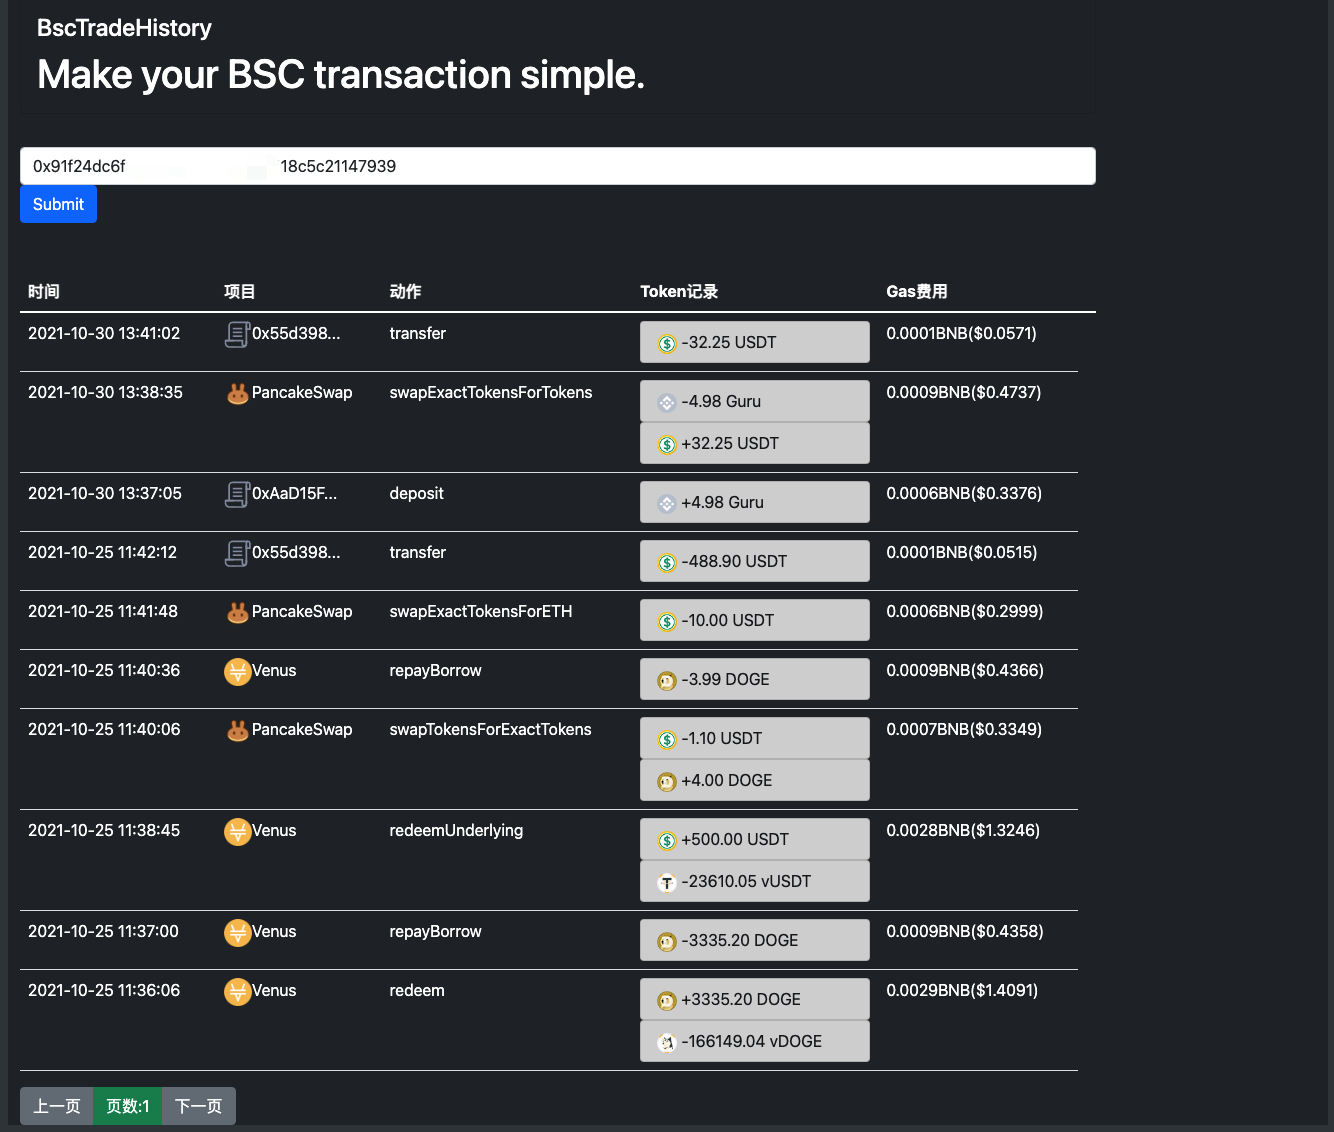 BscTradeHistory
Make your BSC transaction simple.
0x91f24dc6f 18c5c21147939
Submit
时间 项目 动作 Token记录 Gas费用
2021-10-30 13:41:02 0x55d398... transfer -32.25 USDT 0.0001BNB($0.0571)
2021-10-30 13:38:35 PancakeSwap swapExactTokensForTokens -4.98 Guru 0.0009BNB($0.4737)
+32.25 USDT
2021-10-30 13:37:05 0xAaD15F... deposit +4.98 Guru 0.0006BNB($0.3376)
2021-10-25 11:42:12 0x55d398... transfer -488.90 USDT 0.0001BNB($0.0515)
2021-10-25 11:41:48 PancakeSwap swapExactTokensForETH -10.00 USDT 0.0006BNB($0.2999)
2021-10-25 11:40:36 Venus repayBorrow -3.99 DOGE 0.0009BNB($0.4366)
2021-10-25 11:40:06 PancakeSwap swapTokensForExactTokens -1.10 USDT 0.0007BNB($0.3349)
+4.00 DOGE
2021-10-25 11:38:45 Venus redeemUnderlying +500.00 USDT 0.0028BNB($1.3246)
-23610.05 vUSDT
2021-10-25 11:37:00 Venus repayBorrow -3335.20 DOGE 0.0009BNB($0.4358)
2021-10-25 11:36:06 Venus redeem +3335.20 DOGE 0.0029BNB($1.4091)
-166149.04 vDOGE
上一页 页数:1 下一页